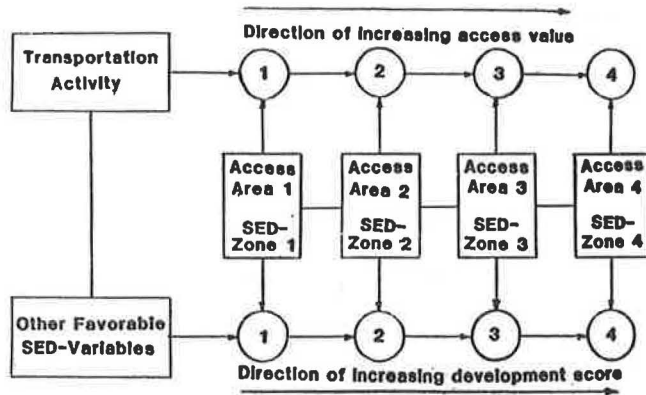 Direction of increasing access value
Transportation
Activity
1
2
3
4
Access
Area 1
SED-
Zone 1
Access
Area 2
SED-
Zone 2
Access
Area 3
SED-
Zone 3
Access
Area 4
SED-
Zone 4
Other Favorable
SED-Variables
1
2
3
4
Direction of increasing development score